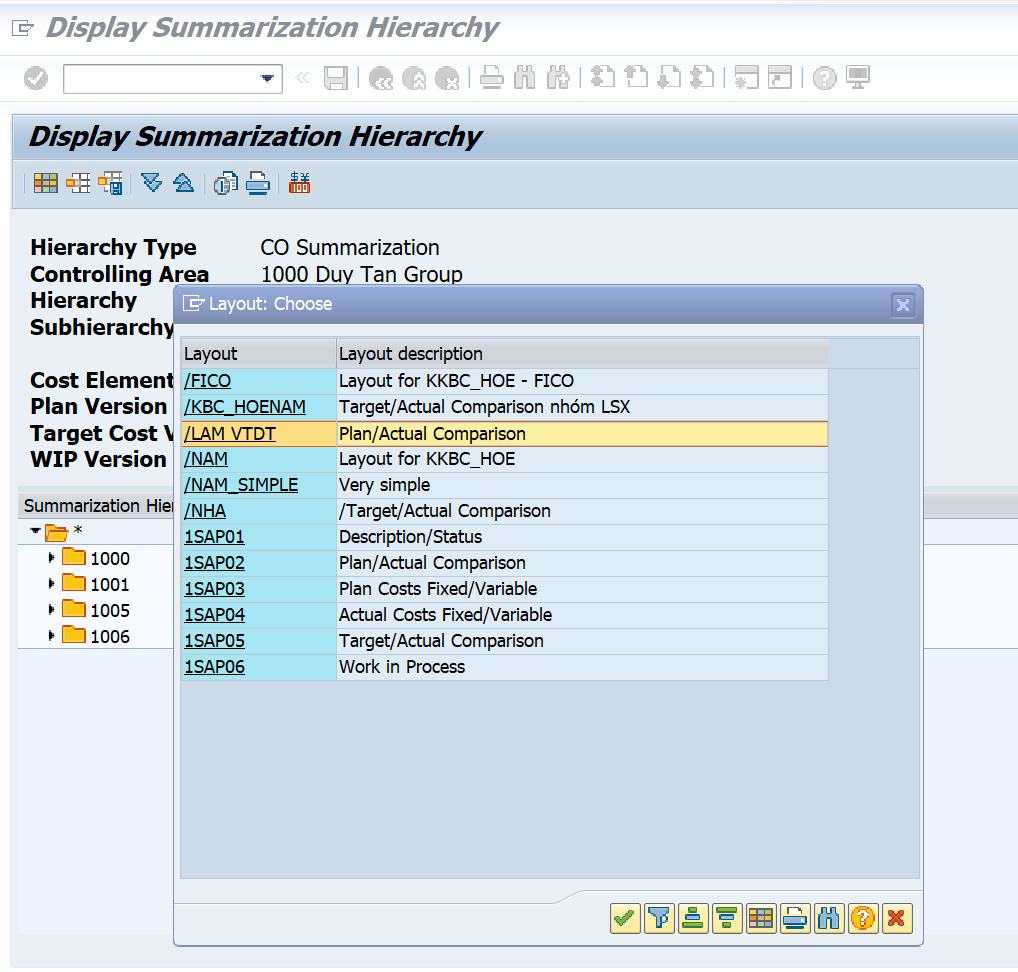 Display Summarization Hierarchy
Display Summarization Hierarchy
Hierarchy Type CO Summarization
Controlling Area 1000 Duy Tan Group
Hierarchy
Subhierarchy
Cost Element
Plan Version
Target Cost V
WIP Version
Summarization Hier
*
1000
1001
1005
1006
Layout: Choose
Layout Layout description
/FICO Layout for KKBC_HOE - FICO
/KBC_HOENAM Target/Actual Comparison nhóm LSX
/LAM VTDT Plan/Actual Comparison
/NAM Layout for KKBC_HOE
/NAM_SIMPLE Very simple
/NHA /Target/Actual Comparison
1SAP01 Description/Status
1SAP02 Plan/Actual Comparison
1SAP03 Plan Costs Fixed/Variable
1SAP04 Actual Costs Fixed/Variable
1SAP05 Target/Actual Comparison
1SAP06 Work in Process